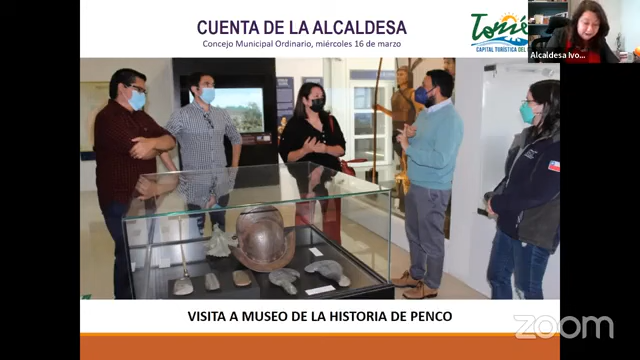 CUENTA DE LA ALCALDESA
Concejo Municipal Ordinario, miércoles 16 de marzo
Tomé
CAPITAL TURISTICA DEL
Alcaldesa Ivo...
VISITA A MUSEO DE LA HISTORIA DE PENCO
zoom